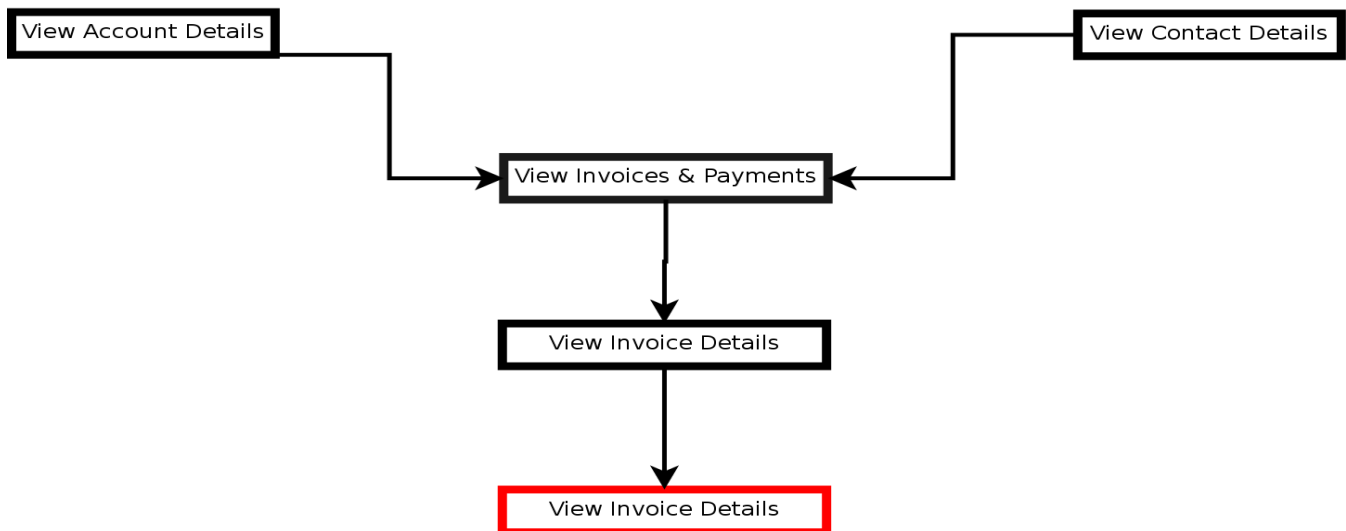 View Account Details
View Contact Details
View Invoices & Payments
View Invoice Details
View Invoice Details